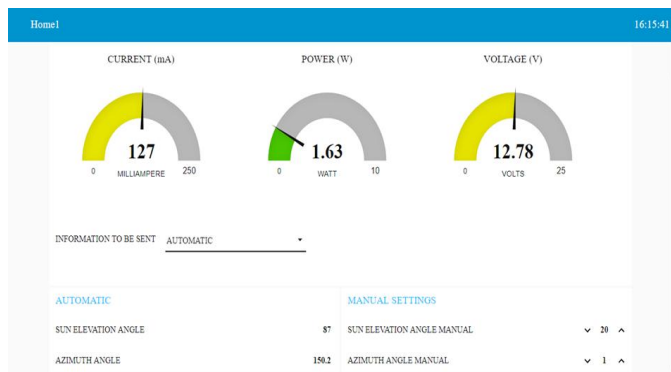 Home1 16:15:41
CURRENT (mA) POWER (W) VOLTAGE (V)
127 1.63 12.78
0 MILLIAMPERE 250 0 WATT 10 0 VOLTS 25
INFORMATION TO BE SENT AUTOMATIC
AUTOMATIC MANUAL SETTINGS
SUN ELEVATION ANGLE 87 SUN ELEVATION ANGLE MANUAL 20
AZIMUTH ANGLE 150.2 AZIMUTH ANGLE MANUAL 1